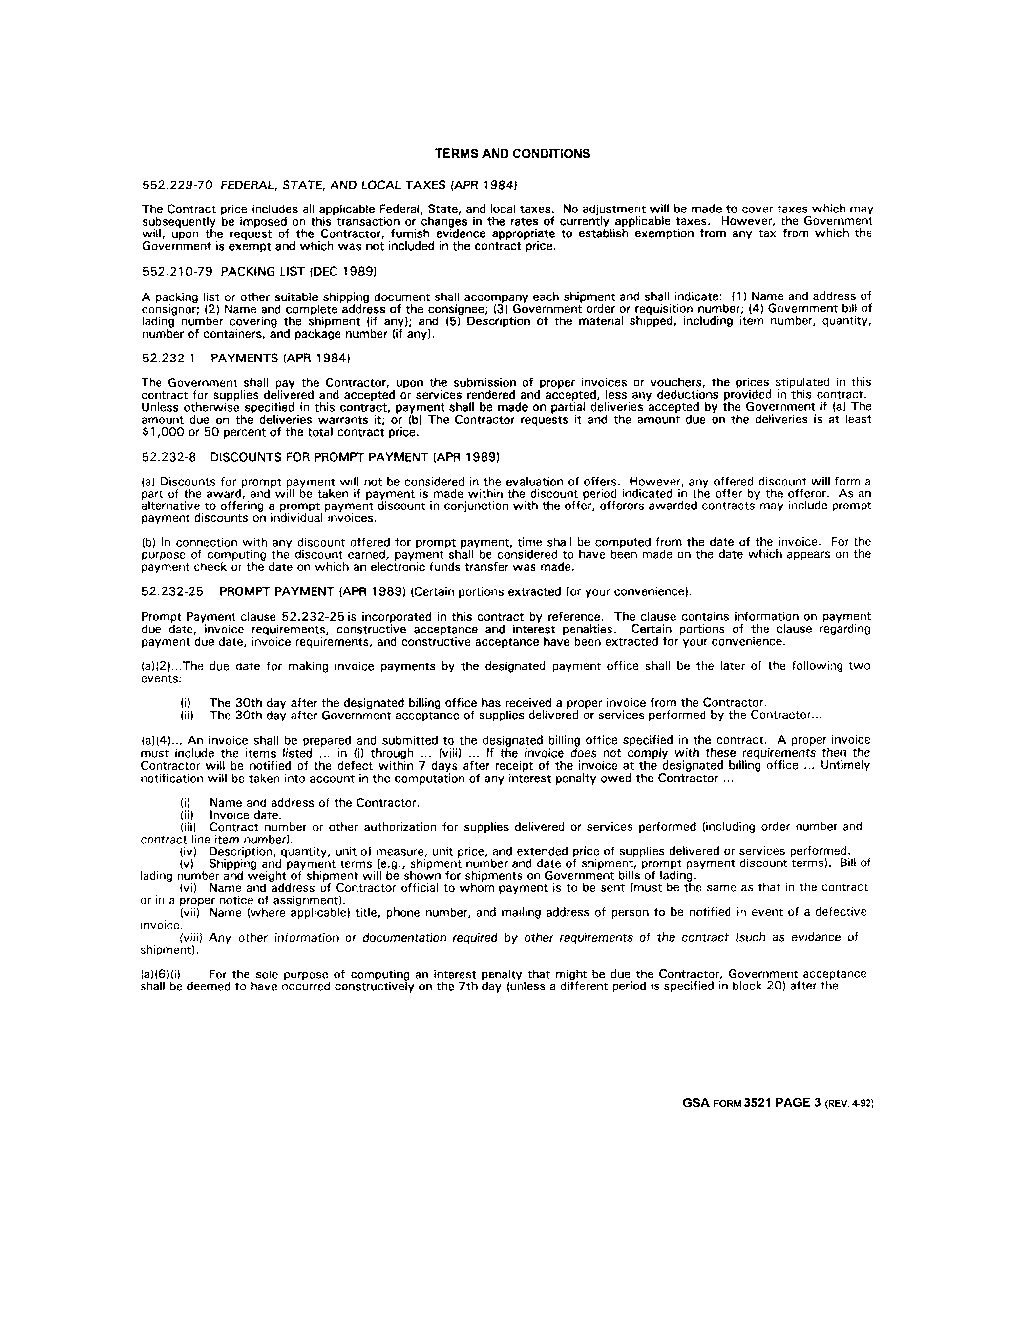 TERMS AND CONDITIONS
552.229-70 FEDERAL, STATE, AND LOCAL TAXES (APR 1984)
The Contract price includes all applicable Federal, State, and local taxes. No adjustment will be made to cover taxes which may
subsequently be imposed on this transaction or changes in the rates of currently applicable taxes. However, the Government
will, upon the request of the Contractor, furnish evidence appropriate to establish exemption from any tax from which the
Government is exempt and which was not included in the contract price.
552.210-79 PACKING LIST (DEC 1989)
A packing list or other suitable shipping document shall accompany each shipment and shall indicate: (1) Name and address of
consignor; (2) Name and complete address of the consignee; (3) Government order or requisition number; (4) Government bill of
lading number covering the shipment (if any); and (5) Description of the material shipped, including item number, quantity,
number of containers, and package number (if any).
52.232 1 PAYMENTS (APR 1984)
The Government shall pay the Contractor, upon the submission of proper invoices or vouchers, the prices stipulated in this
contract for supplies delivered and accepted or services rendered and accepted, less any deductions provided in this contract.
Unless otherwise specified in this contract, payment shall be made on partial deliveries accepted by the Government if (a) The
amount due on the deliveries warrants it; or (b) The Contractor requests it and the amount due on the deliveries is at least
$1,000 or 50 percent of the total contract price.
52.232-8 DISCOUNTS FOR PROMPT PAYMENT (APR 1989)
(a) Discounts for prompt payment will not be considered in the evaluation of offers. However, any offered discount will form a
part of the award, and will be taken if payment is made within the discount period indicated in the offer by the offeror. As an
alternative to offering a prompt payment discount in conjunction with the offer, offerors awarded contracts may include prompt
payment discounts on individual invoices.
(b) In connection with any discount offered for prompt payment, time shall be computed from the date of the invoice. For the
purpose of computing the discount earned, payment shall be considered to have been made on the date which appears on the
payment check or the date on which an electronic funds transfer was made.
52.232-25 PROMPT PAYMENT (APR 1989) (Certain portions extracted for your convenience).
Prompt Payment clause 52.232-25 is incorporated in this contract by reference. The clause contains information on payment
due date, invoice requirements, constructive acceptance and interest penalties. Certain portions of the clause regarding
payment due date, invoice requirements, and constructive acceptance have been extracted for your convenience.
(a)(2)...The due date for making invoice payments by the designated payment office shall be the later of the following two
events:
(i) The 30th day after the designated billing office has received a proper invoice from the Contractor.
(ii) The 30th day after Government acceptance of supplies delivered or services performed by the Contractor...
(a)(4)... An invoice shall be prepared and submitted to the designated billing office specified in the contract. A proper invoice
must include the items listed ... in (i) through ... (viii) ... If the invoice does not comply with these requirements then the
Contractor will be notified of the defect within 7 days after receipt of the invoice at the designated billing office ... Untimely
notification will be taken into account in the computation of any interest penalty owed the Contractor ...
(i) Name and address of the Contractor.
(ii) Invoice date.
(iii) Contract number or other authorization for supplies delivered or services performed (including order number and
contract line item number).
(iv) Description, quantity, unit of measure, unit price, and extended price of supplies delivered or services performed.
(v) Shipping and payment terms (e.g., shipment number and date of shipment, prompt payment discount terms). Bill of
lading number and weight of shipment will be shown for shipments on Government bills of lading.
(vi) Name and address of Contractor official to whom payment is to be sent (must be the same as that in the contract
or in a proper notice of assignment).
(vii) Name (where applicable) title, phone number, and mailing address of person to be notified in event of a defective
invoice.
(viii) Any other information or documentation required by other requirements of the contract (such as evidance of
shipment).
(a)(6)(i) For the sole purpose of computing an interest penalty that might be due the Contractor, Government acceptance
shall be deemed to have occurred constructively on the 7th day (unless a different period is specified in block 20) after the
GSA FORM 3521 PAGE 3 (REV. 4-92)